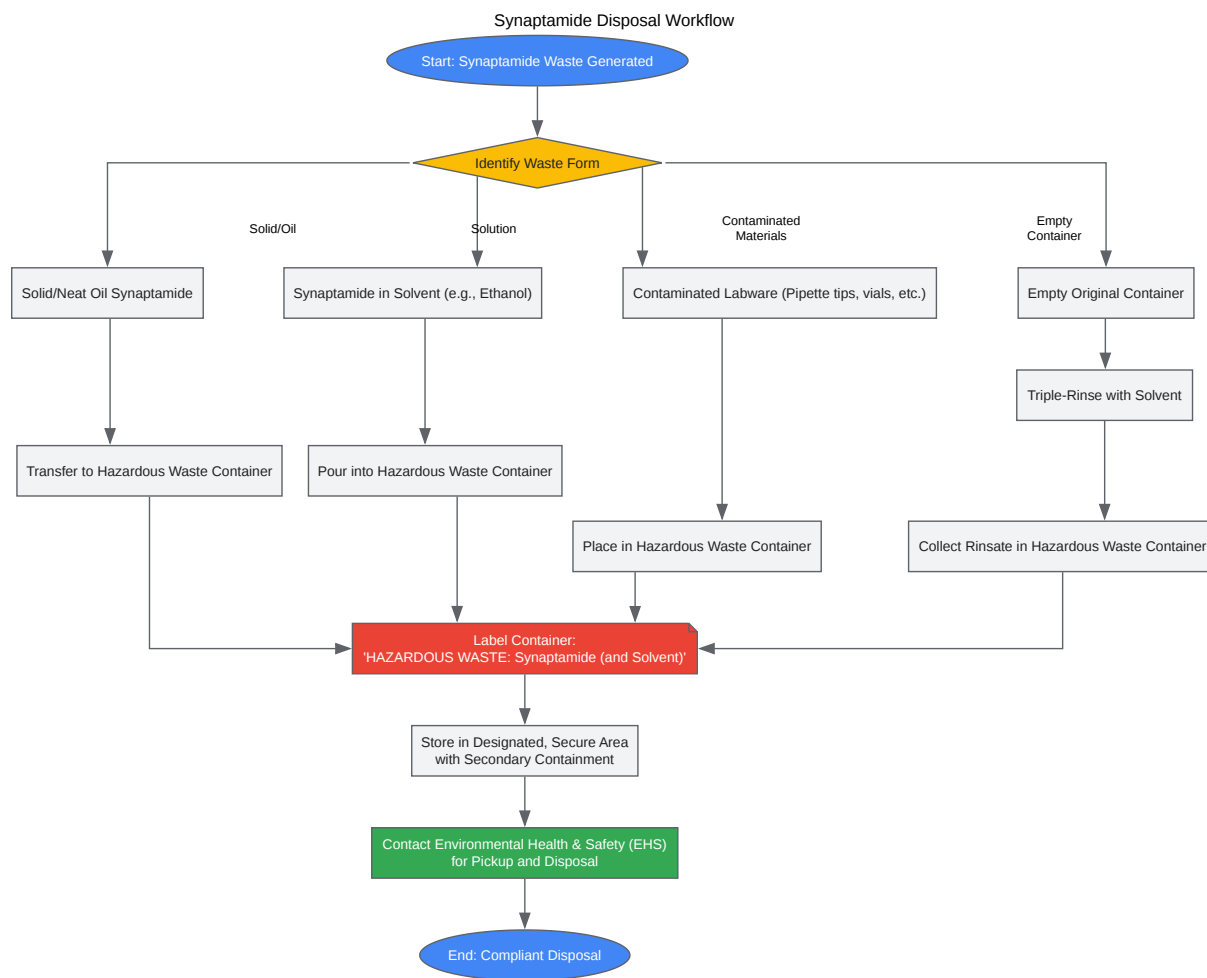 Synaptamide Disposal Workflow
Start: Synaptamide Waste Generated
Identify Waste Form
Solid/Oil
Solution
Contaminated
Materials
Empty
Container
Solid/Neat Oil Synaptamide
Synaptamide in Solvent (e.g., Ethanol)
Contaminated Labware (Pipette tips, vials, etc.)
Empty Original Container
Triple-Rinse with Solvent
Transfer to Hazardous Waste Container
Pour into Hazardous Waste Container
Place in Hazardous Waste Container
Collect Rinsate in Hazardous Waste Container
Label Container:
'HAZARDOUS WASTE: Synaptamide (and Solvent)'
Store in Designated, Secure Area
with Secondary Containment
Contact Environmental Health & Safety (EHS)
for Pickup and Disposal
End: Compliant Disposal